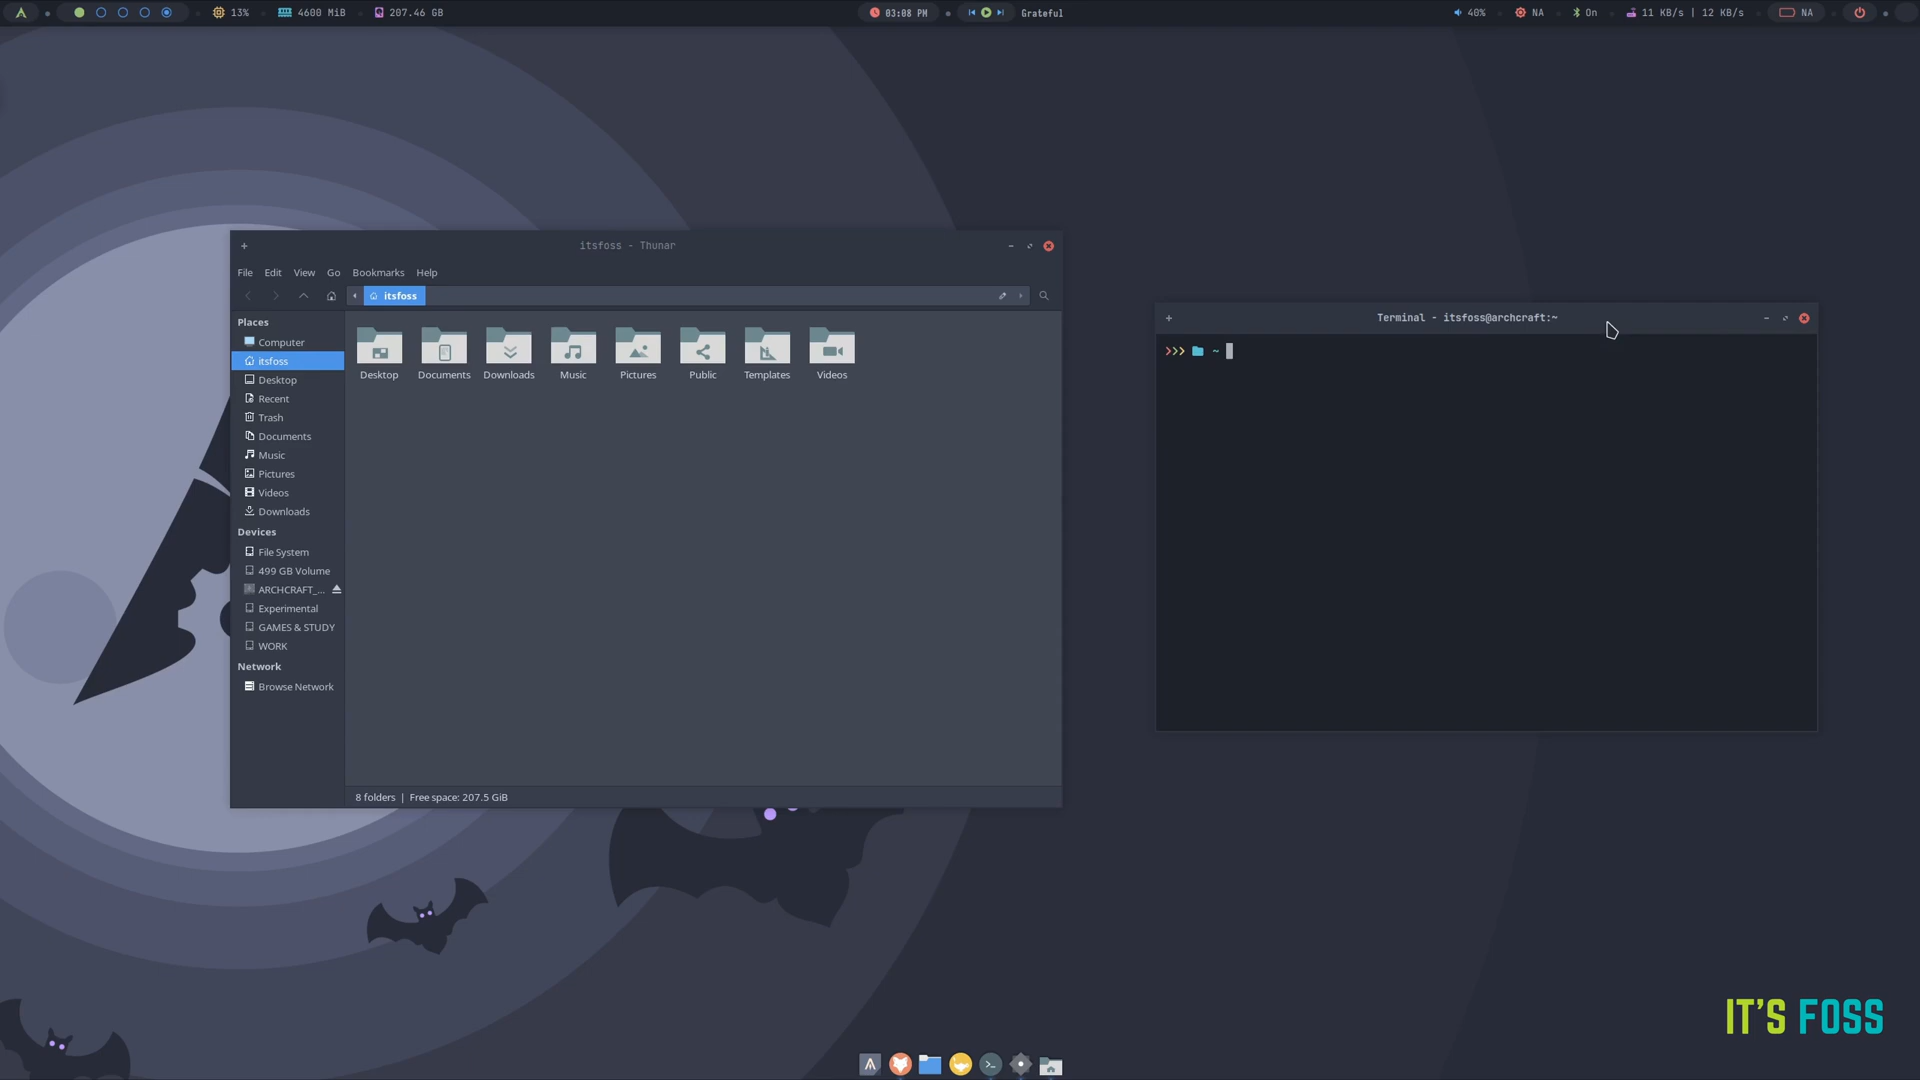 13% 4600 MiB 207.46 GB 03:08 PM Grateful 40% NA On 11 KB/s | 12 KB/s NA
itsfoss - Thunar
File Edit View Go Bookmarks Help
itsfoss
Places
Computer
itsfoss
Desktop
Recent
Trash
Documents
Music
Pictures
Videos
Downloads
Devices
File System
499 GB Volume
ARCHCRAFT_...
Experimental
GAMES & STUDY
WORK
Network
Browse Network
Desktop Documents Downloads Music Pictures Public Templates Videos
8 folders | Free space: 207.5 GiB
Terminal - itsfoss@archcraft:~
~
IT'S FOSS